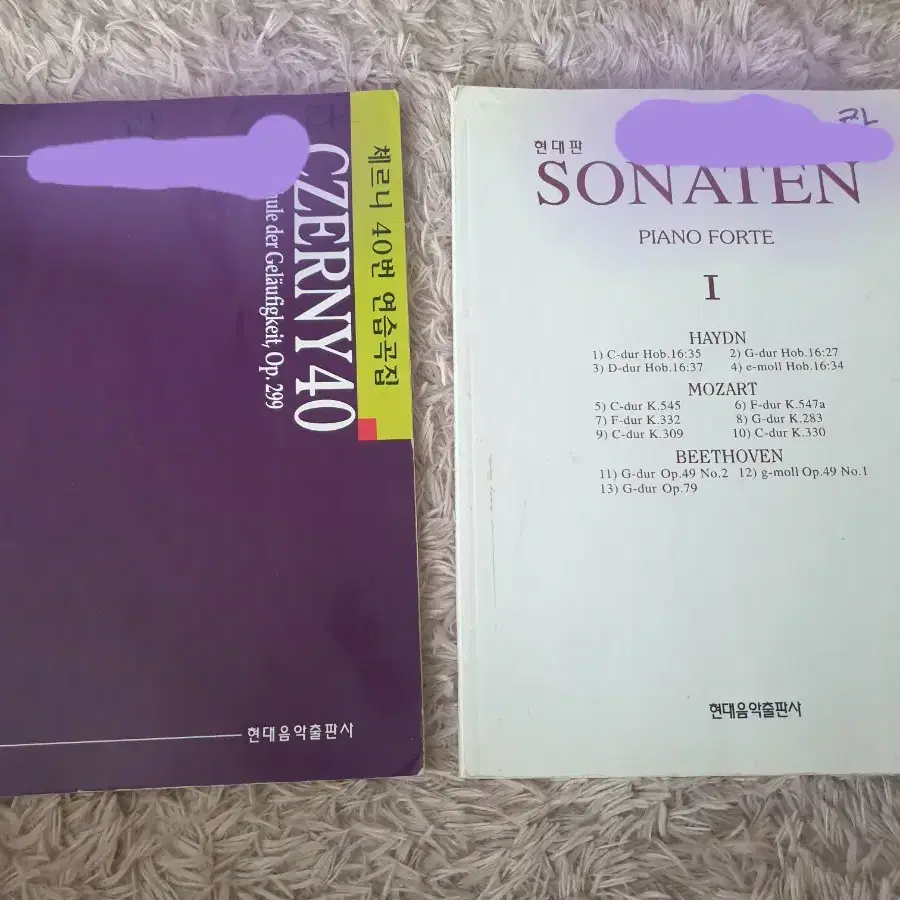 체르니 40번 연습곡집
CZERNY 40
der Geläufigkeit, Op. 299
현대음악출판사
현대판
SONATEN
PIANO FORTE
I
HAYDN
1) C-dur Hob.16:35 2) G-dur Hob.16:27
3) D-dur Hob.16:37 4) e-moll Hob.16:34
MOZART
5) C-dur K.545 6) F-dur K.547a
7) F-dur K.332 8) G-dur K.283
9) C-dur K.309 10) C-dur K.330
BEETHOVEN
11) G-dur Op.49 No.2 12) g-moll Op.49 No.1
13) G-dur Op.79
현대음악출판사